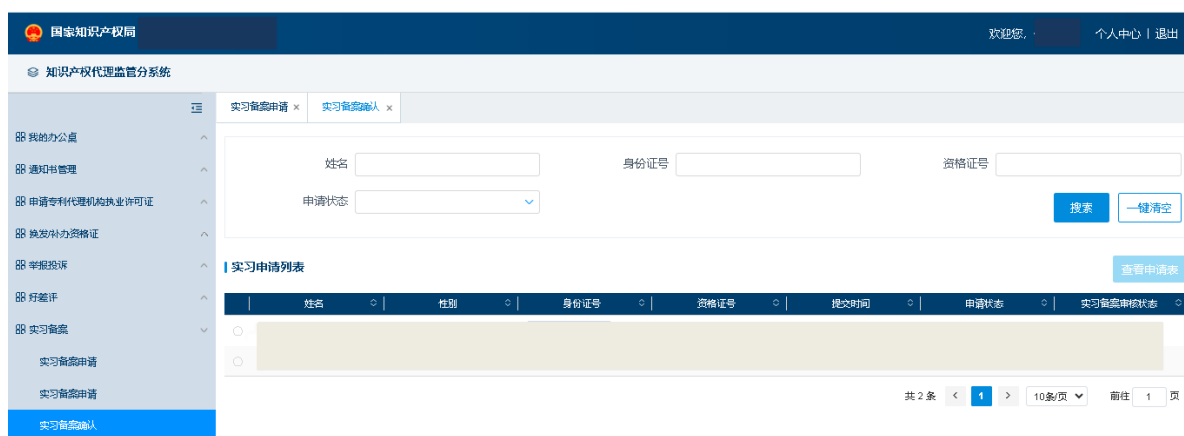 国家知识产权局
欢迎您, 个人中心 | 退出
知识产权代理监管分系统
实习备案申请 × 实习备案确认 ×
我的办公桌
通知书管理
申请专利代理机构执业许可证
换发/补办资格证
举报投诉
好差评
实习备案
实习备案申请
实习备案申请
实习备案确认
姓名 身份证号 资格证号
申请状态
搜索 一键清空
实习申请列表 查看申请表
姓名 性别 身份证号 资格证号 提交时间 申请状态 实习备案审核状态
共 2 条 < 1 > 10条/页 前往 1 页